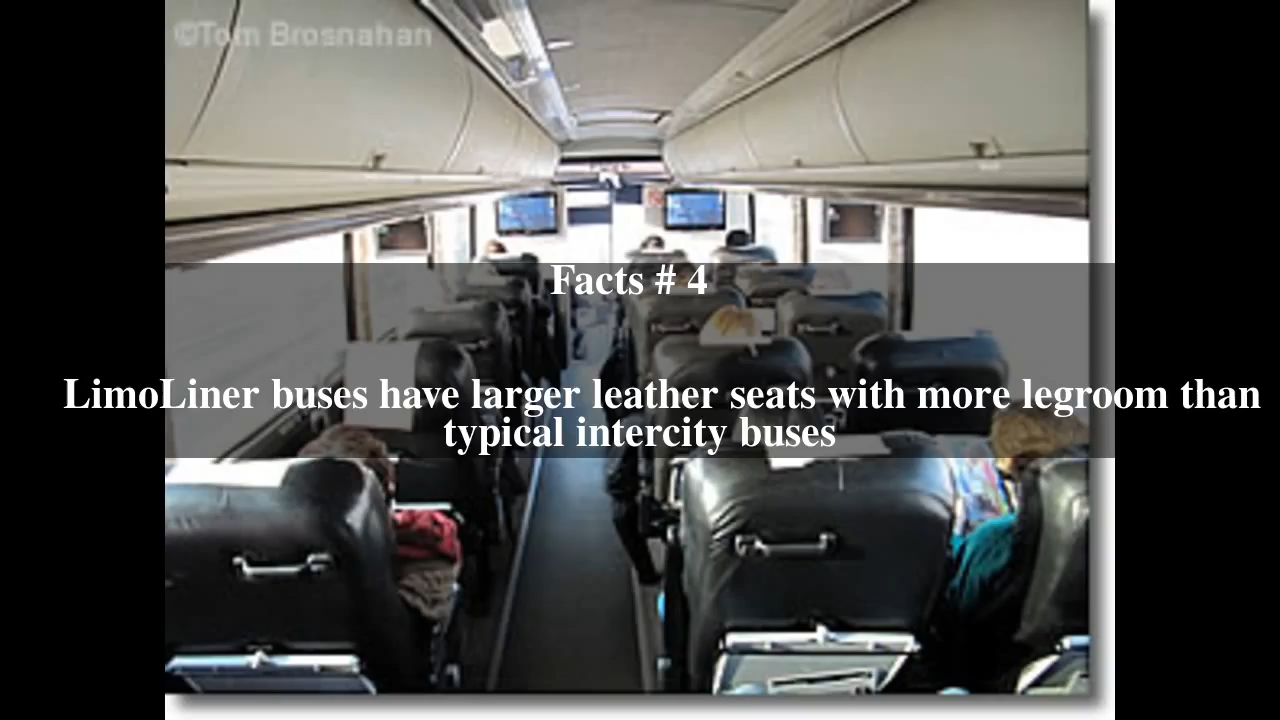 ©Tom Brosnahan
Facts # 4
LimoLiner buses have larger leather seats with more legroom than
typical intercity buses